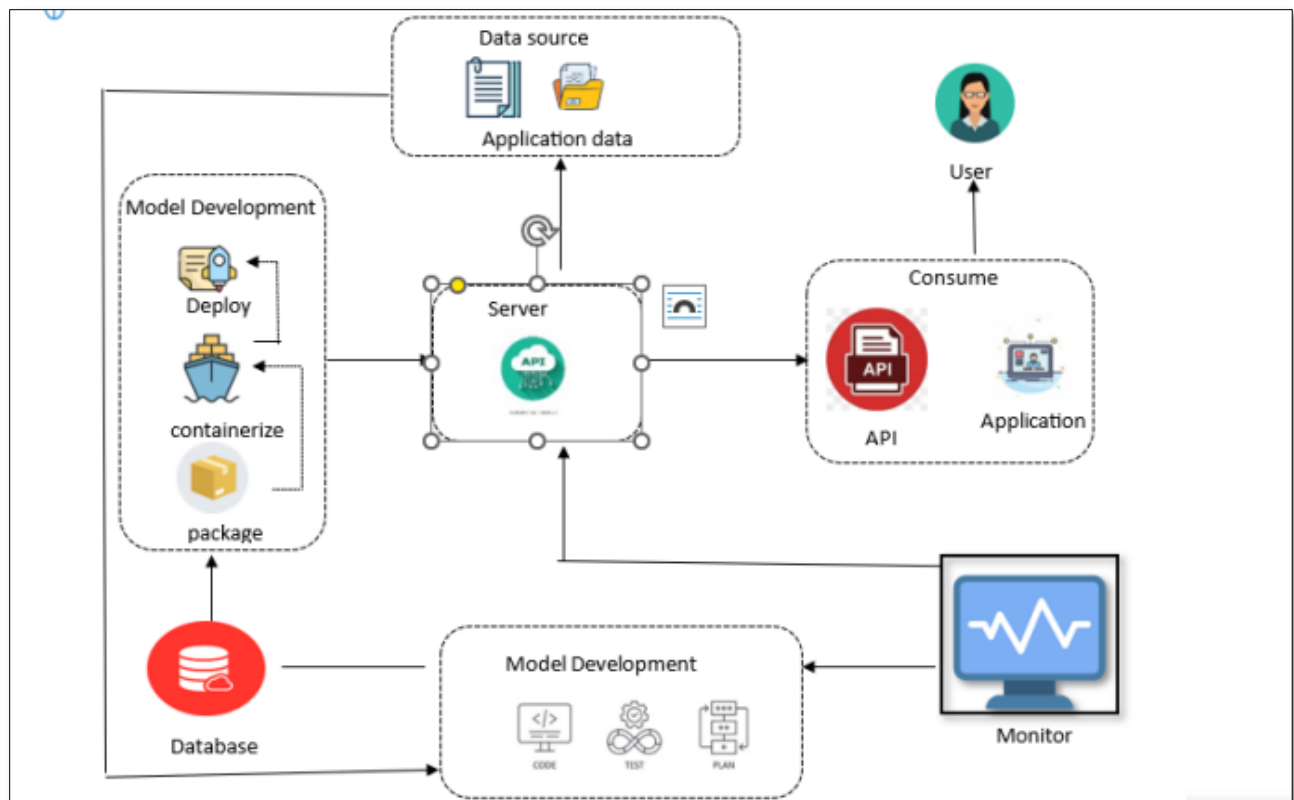 Data source
Application data
User
Model Development
Deploy
containerize
package
Server
API
Consume
API
API
Application
Database
Model Development
</>
CODE
TEST
PLAN
Monitor